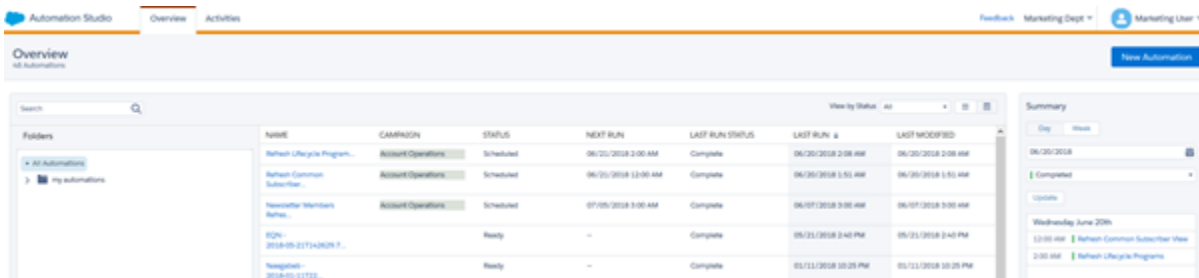 Automation Studio Overview Activities Feedback Marketing Dept Marketing User
Overview
48 Automations
New Automation
Search
View by Status All
Summary
Folders
NAME CAMPAIGN STATUS NEXT RUN LAST RUN STATUS LAST RUN LAST MODIFIED
Day Week
All Automations
my automations
Refresh Lifecycle Program... Account Operations Scheduled 06/21/2018 2:00 AM Complete 06/20/2018 2:08 AM 06/20/2018 2:08 AM
06/20/2018
Refresh Common
Subscriber... Account Operations Scheduled 06/21/2018 12:00 AM Complete 06/20/2018 1:51 AM 06/20/2018 1:51 AM
Completed
Update
Newsletter Members
Refres... Account Operations Scheduled 07/05/2018 3:00 AM Complete 06/07/2018 3:00 AM 06/07/2018 3:00 AM
Wednesday June 20th
EQN -
Ready -- Complete 05/21/2018 2:40 PM 05/21/2018 2:40 PM
12:00 AM Refresh Common Subscriber View
2:00 AM Refresh Lifecycle Programs
Ready -- Complete 01/11/2018 10:25 PM 01/11/2018 10:25 PM